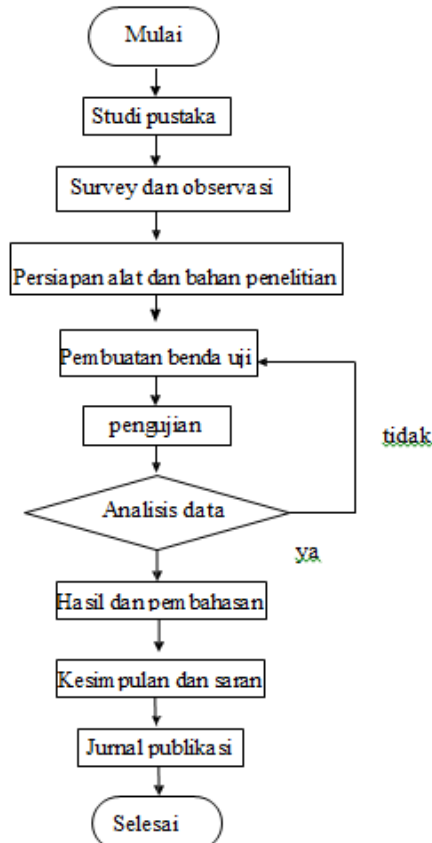 Mulai
Studi pustaka
Survey dan observasi
Persiapan alat dan bahan penelitian
Pembuatan benda uji
pengujian
tidak
Analisis data
ya
Hasil dan pembahasan
Kesimpulan dan saran
Jurnal publikasi
Selesai